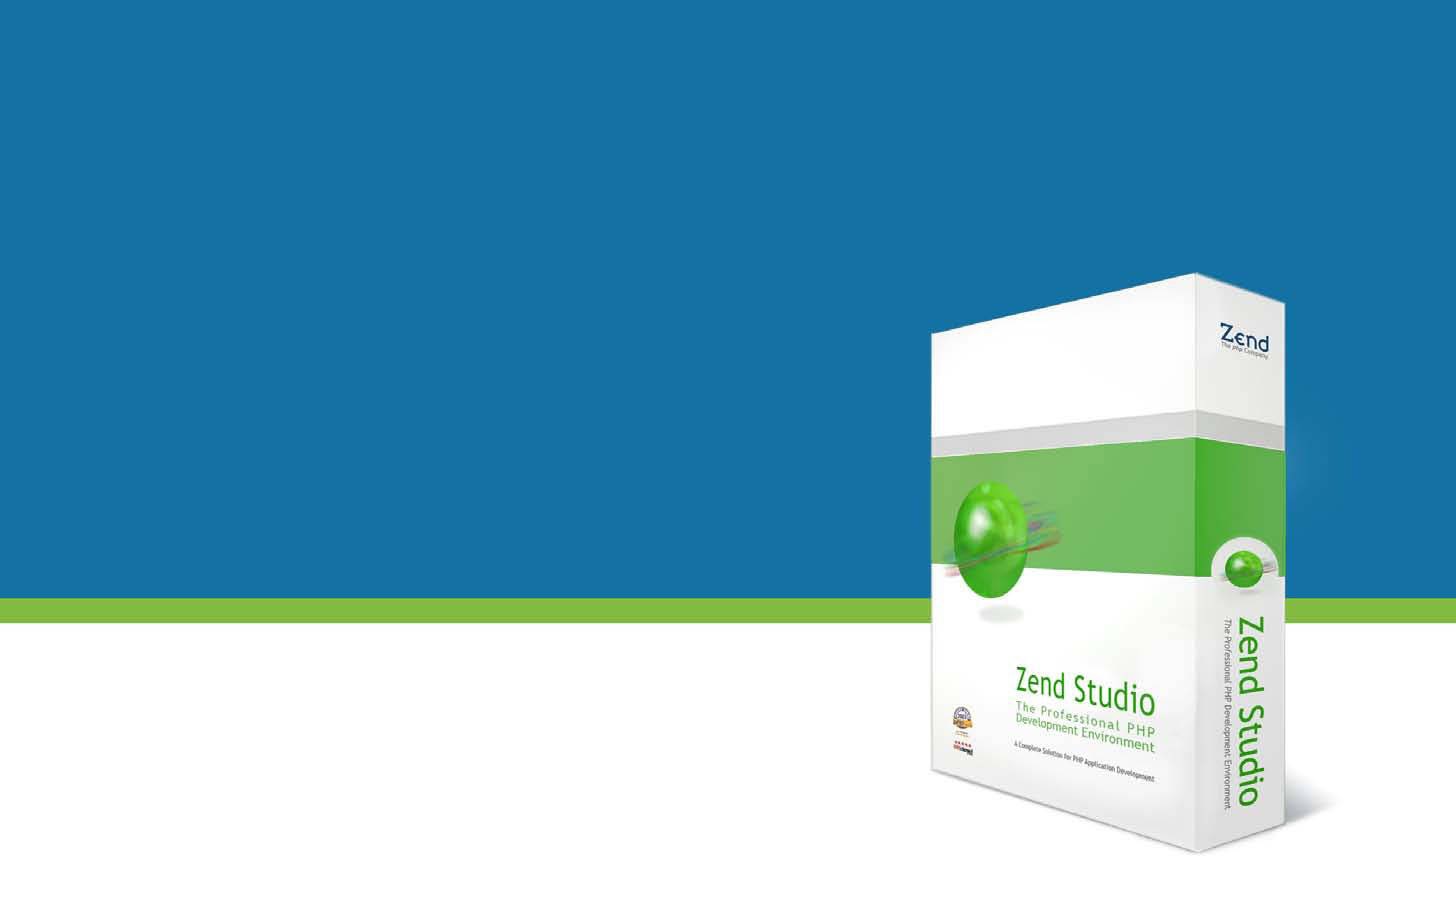 Zend
The php Company
Zend Studio
The Professional PHP
Development Environment
A Complete Solution for PHP Application Development
Zend Studio
The Professional PHP Development Environment